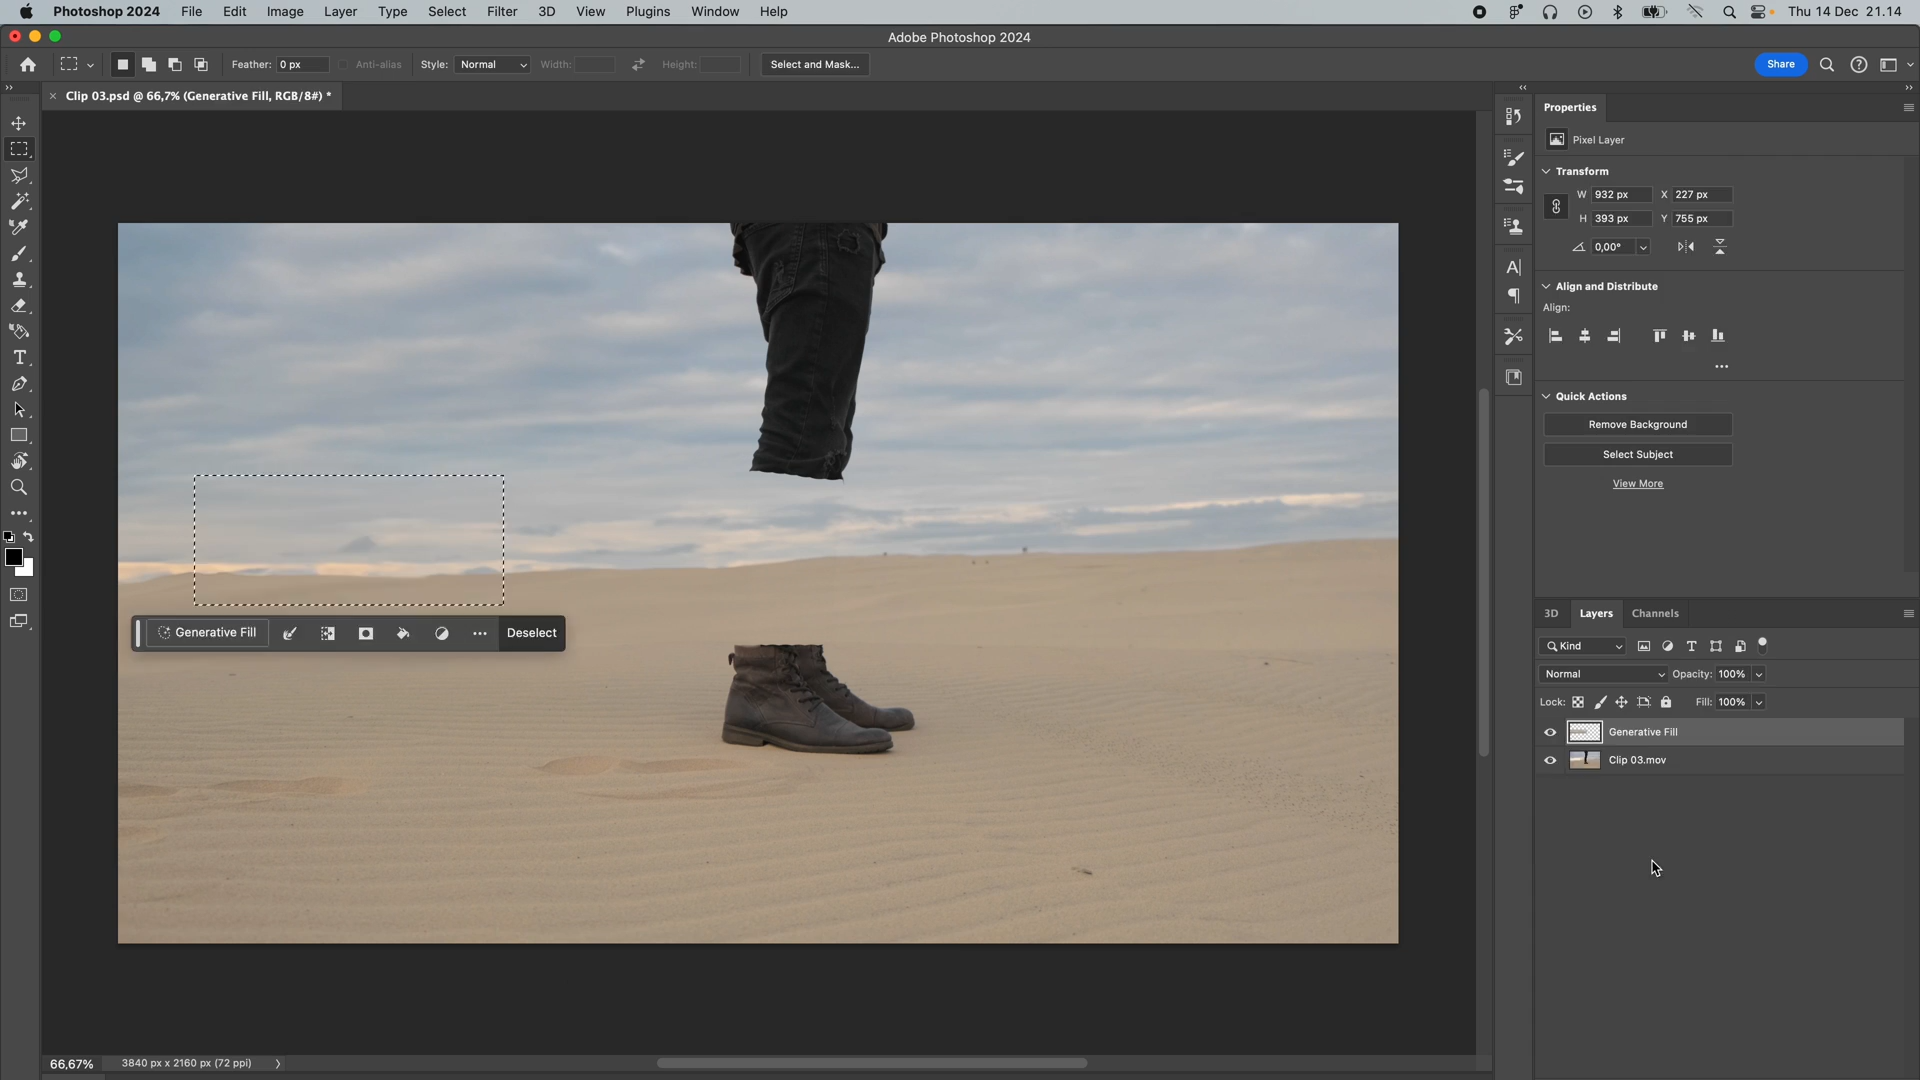 Photoshop 2024 File Edit Image Layer Type Select Filter 3D View Plugins Window Help Thu 14 Dec 21.14
Adobe Photoshop 2024
Feather: 0 px Anti-alias Style: Normal Width: Height: Select and Mask... Share
Clip 03.psd @ 66,7% (Generative Fill, RGB/8#) *
Properties
Pixel Layer
Transform
W 932 px X 227 px
H 393 px Y 755 px
0,00°
Align and Distribute
Align:
Quick Actions
Remove Background
Select Subject
View More
Generative Fill Deselect
3D Layers Channels
Kind
Normal Opacity: 100%
Lock: Fill: 100%
Generative Fill
Clip 03.mov
66,67% 3840 px x 2160 px (72 ppi)